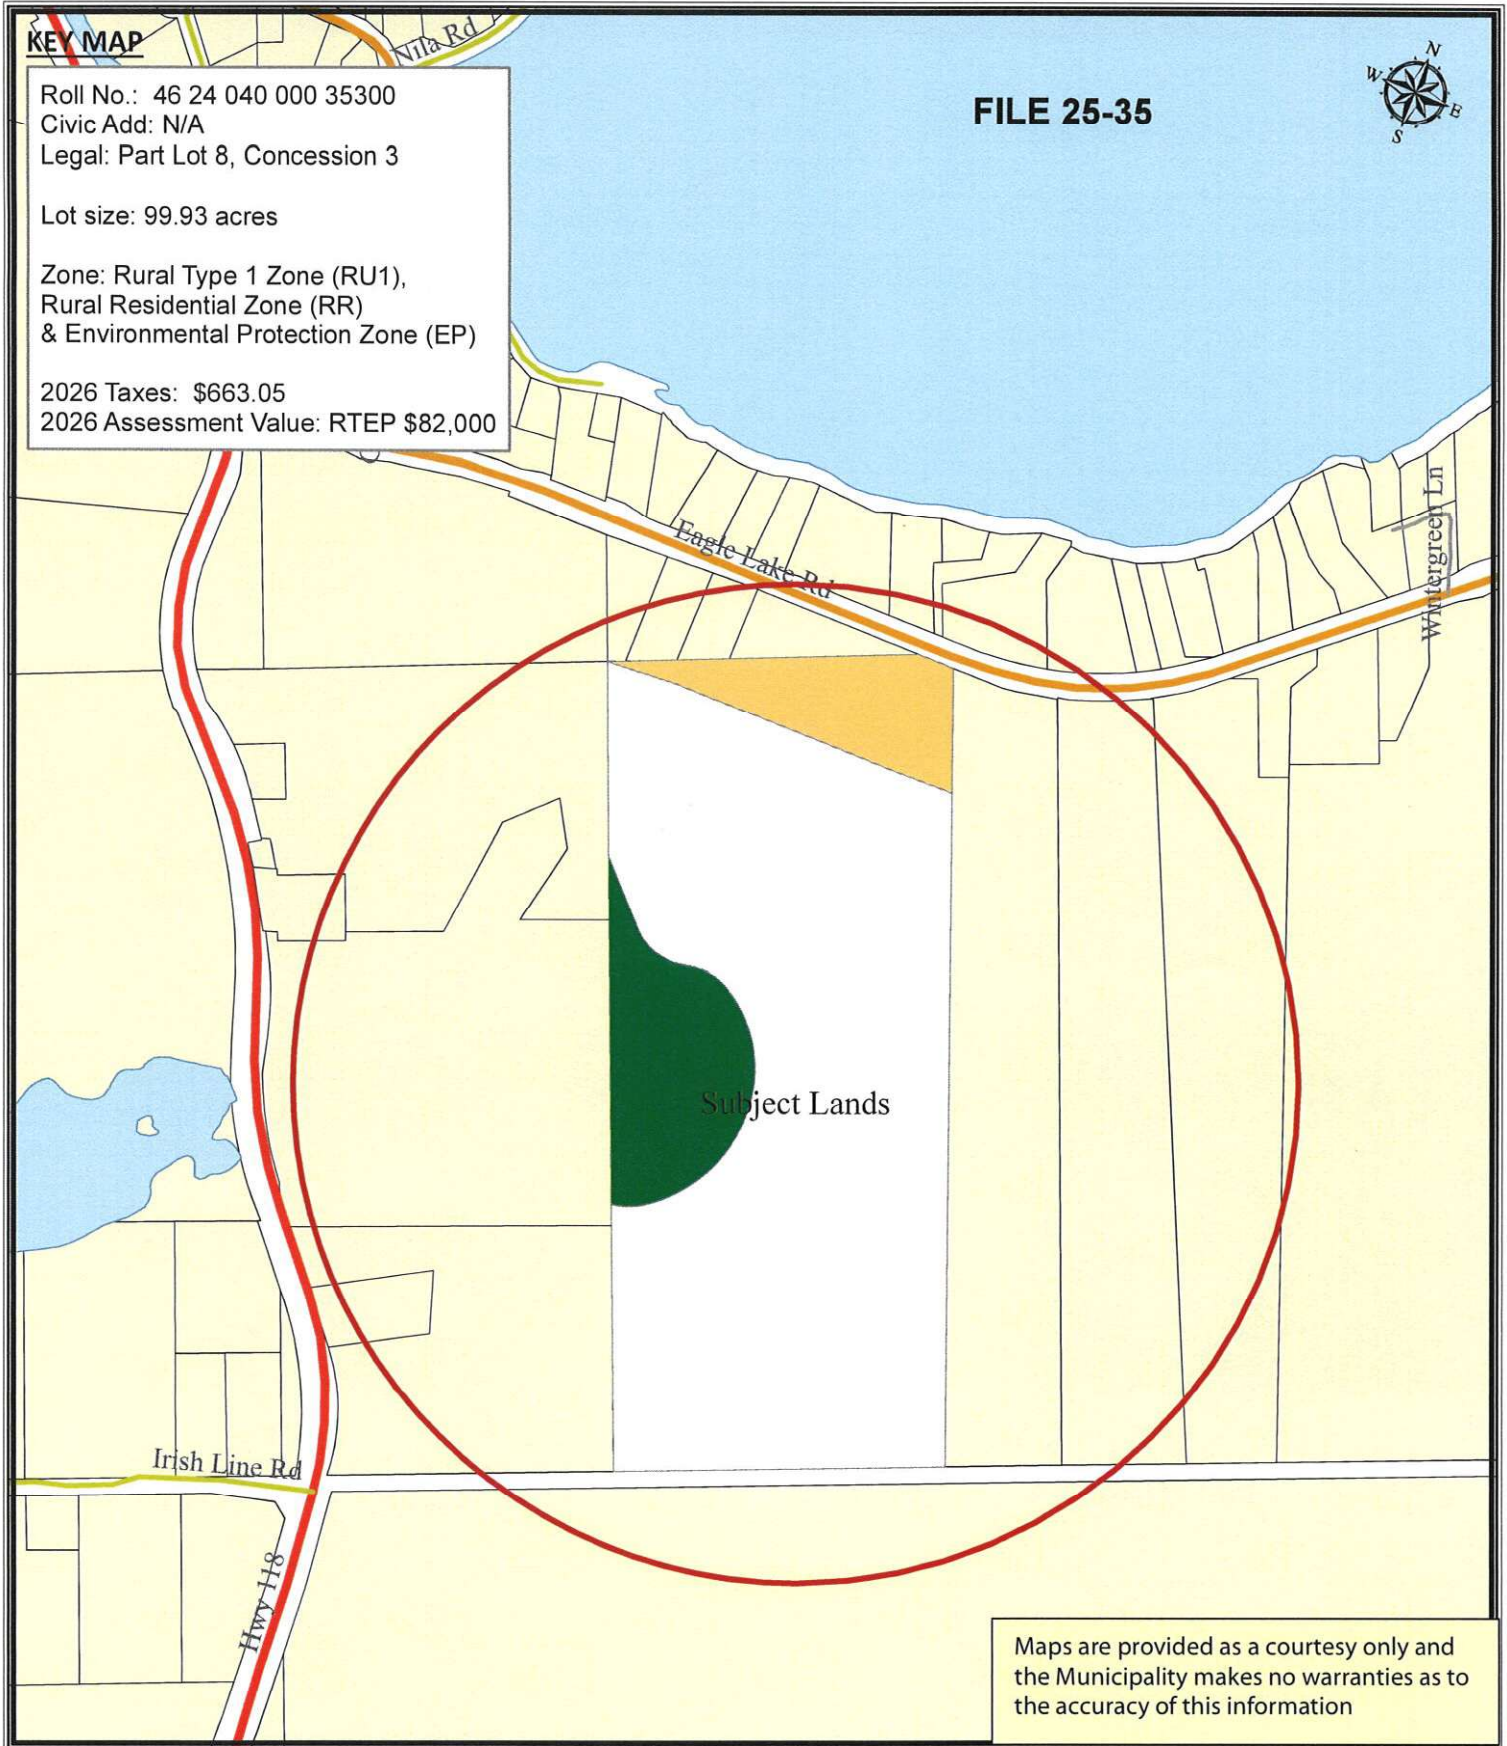 KEY MAP
Nila Rd
N
W
E
S
FILE 25-35
Roll No.: 46 24 040 000 35300
Civic Add: N/A
Legal: Part Lot 8, Concession 3
Lot size: 99.93 acres
Zone: Rural Type 1 Zone (RU1),
Rural Residential Zone (RR)
& Environmental Protection Zone (EP)
2026 Taxes: $663.05
2026 Assessment Value: RTEP $82,000
Eagle Lake Rd
Wintergreen Ln
Subject Lands
Irish Line Rd
Hwy 118
Maps are provided as a courtesy only and
the Municipality makes no warranties as to
the accuracy of this information